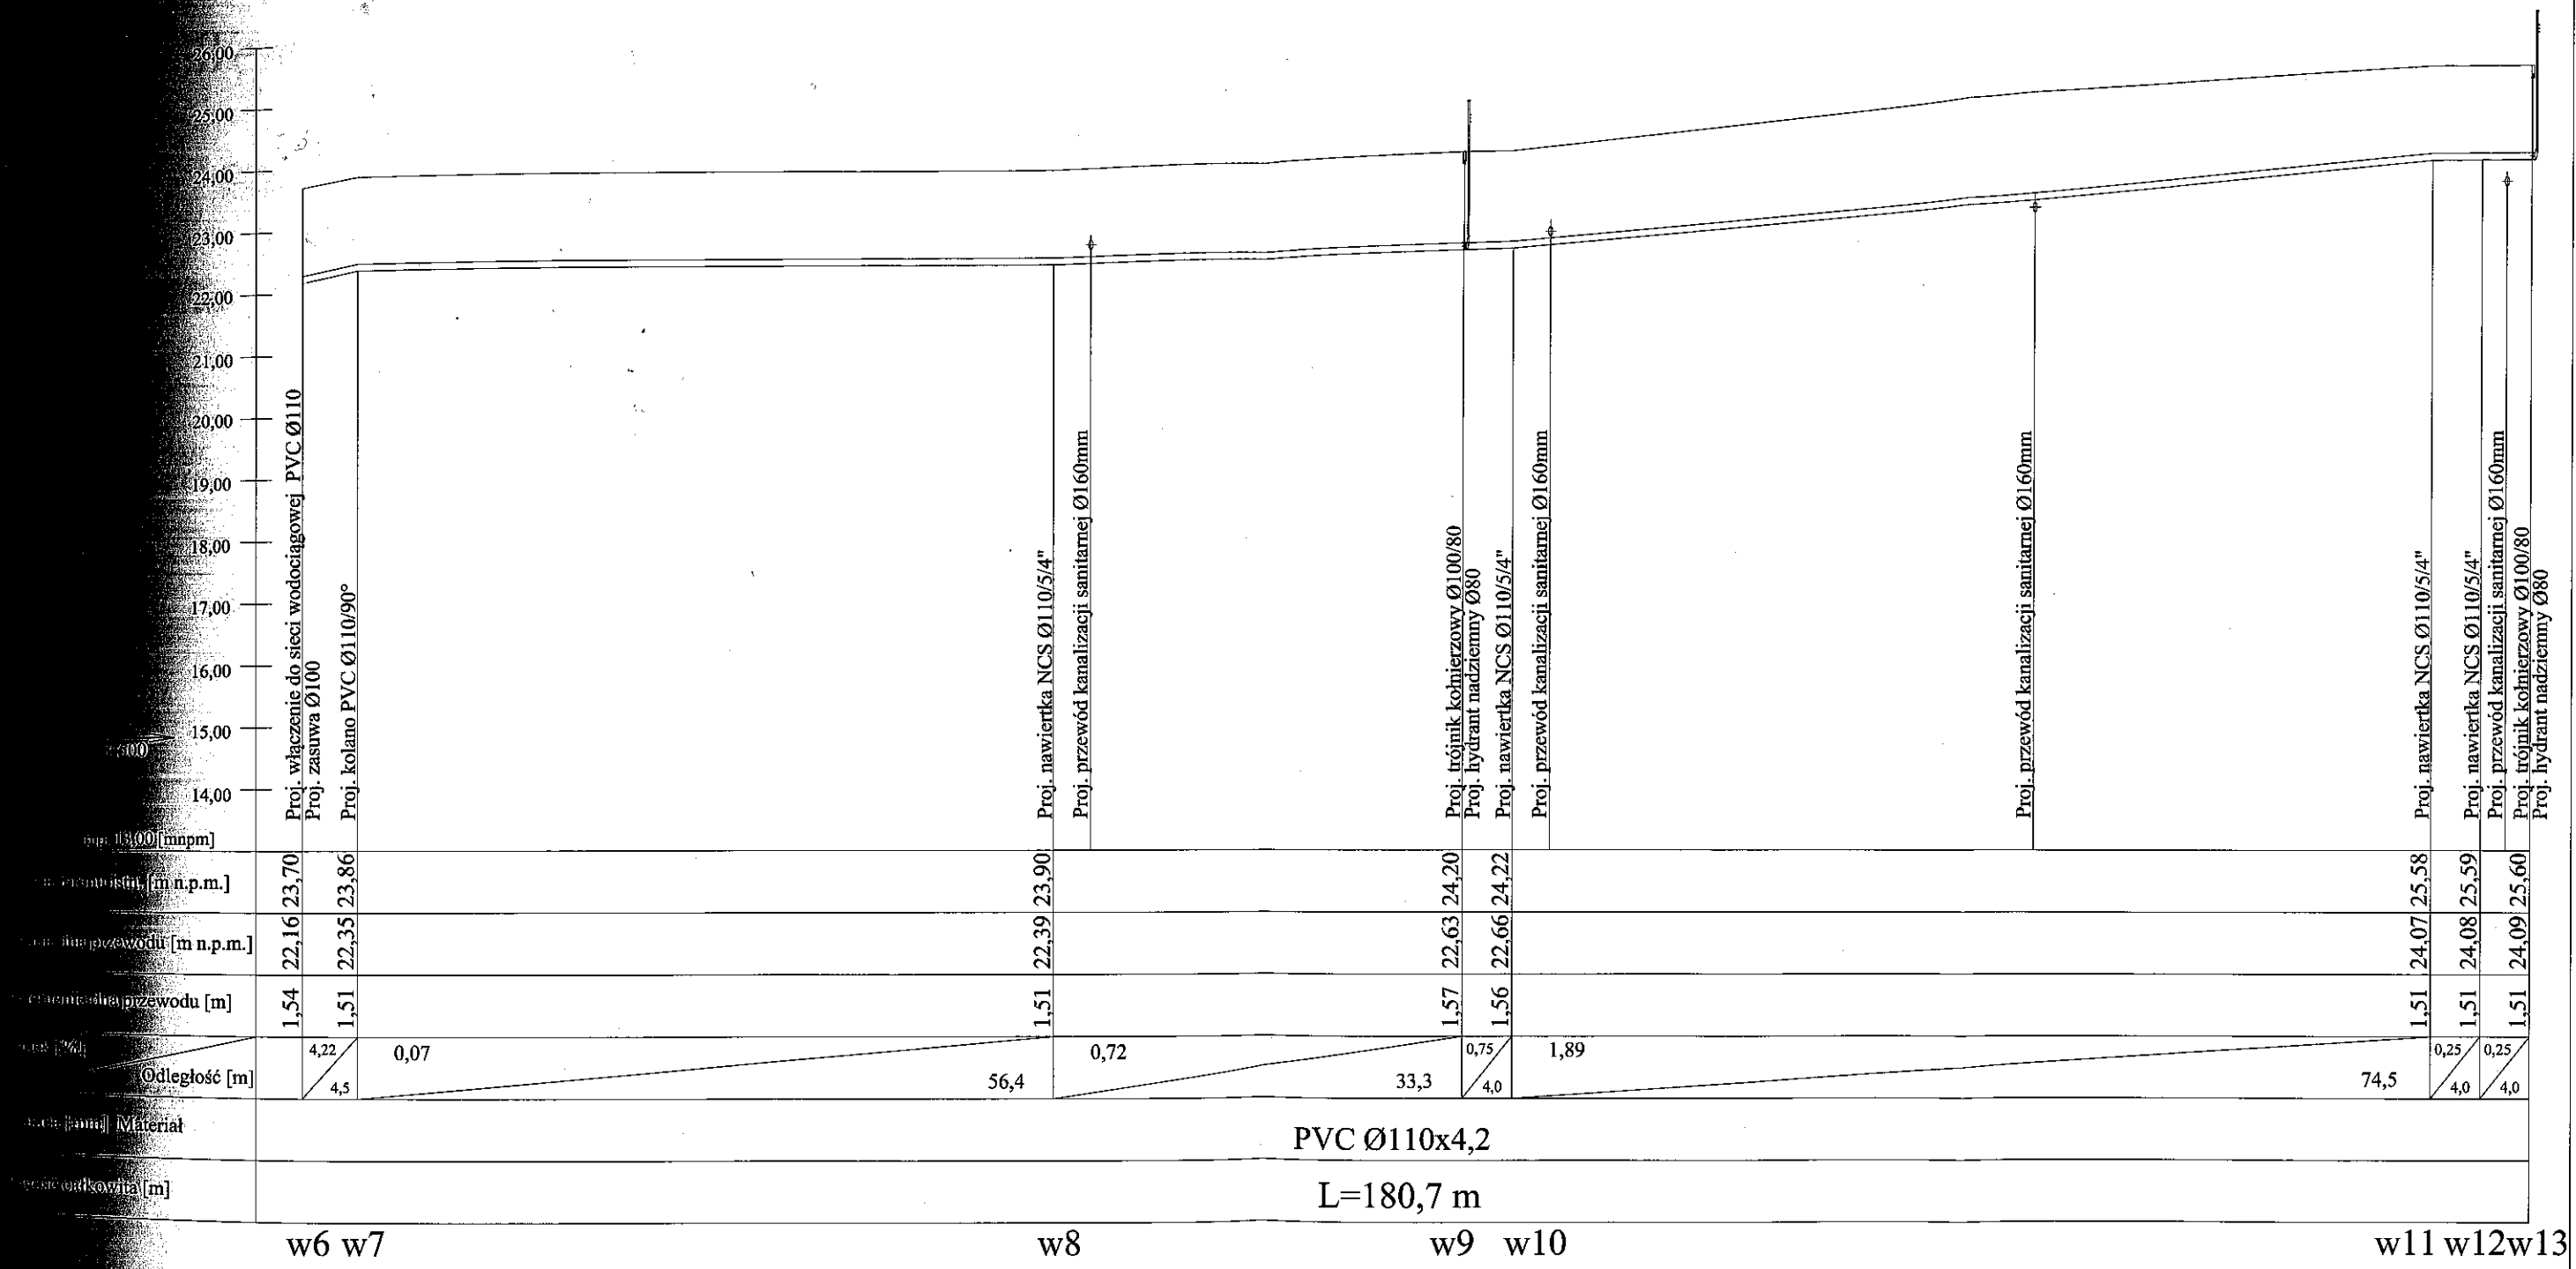 26,00
25,00
24,00
23,00
22,00
21,00
20,00
19,00
18,00
17,00
16,00
15,00
14,00
Proj. włączenie do sieci wodociągowej PVC Ø110
Proj. zasuwa Ø100
Proj. kolano PVC Ø110/90°
Proj. nawiertka NCS Ø110/5/4"
Proj. przewód kanalizacji sanitarnej Ø160mm
Proj. trójnik kołnierzowy Ø100/80
Proj. hydrant nadziemny Ø80
Proj. nawiertka NCS Ø110/5/4"
Proj. przewód kanalizacji sanitarnej Ø160mm
Proj. przewód kanalizacji sanitarnej Ø160mm
Proj. nawiertka NCS Ø110/5/4"
Proj. nawiertka NCS Ø110/5/4"
Proj. przewód kanalizacji sanitarnej Ø160mm
Proj. trójnik kołnierzowy Ø100/80
Proj. hydrant nadziemny Ø80
13,00 [mnpm]
[m n.p.m.] 23,70 23,86 23,90 24,20 24,22 25,58 25,59 25,60
dna przewodu [m n.p.m.] 22,16 22,35 22,39 22,63 22,66 24,07 24,08 24,09
dna przewodu [m] 1,54 1,51 1,51 1,57 1,56 1,51 1,51 1,51
[%] 4,22 0,07 0,72 0,75 1,89 0,25 0,25
Odległość [m] 4,5 56,4 33,3 4,0 74,5 4,0 4,0
[mm] Materiał PVC Ø110x4,2
całkowita [m] L=180,7 m
w6 w7 w8 w9 w10 w11 w12 w13